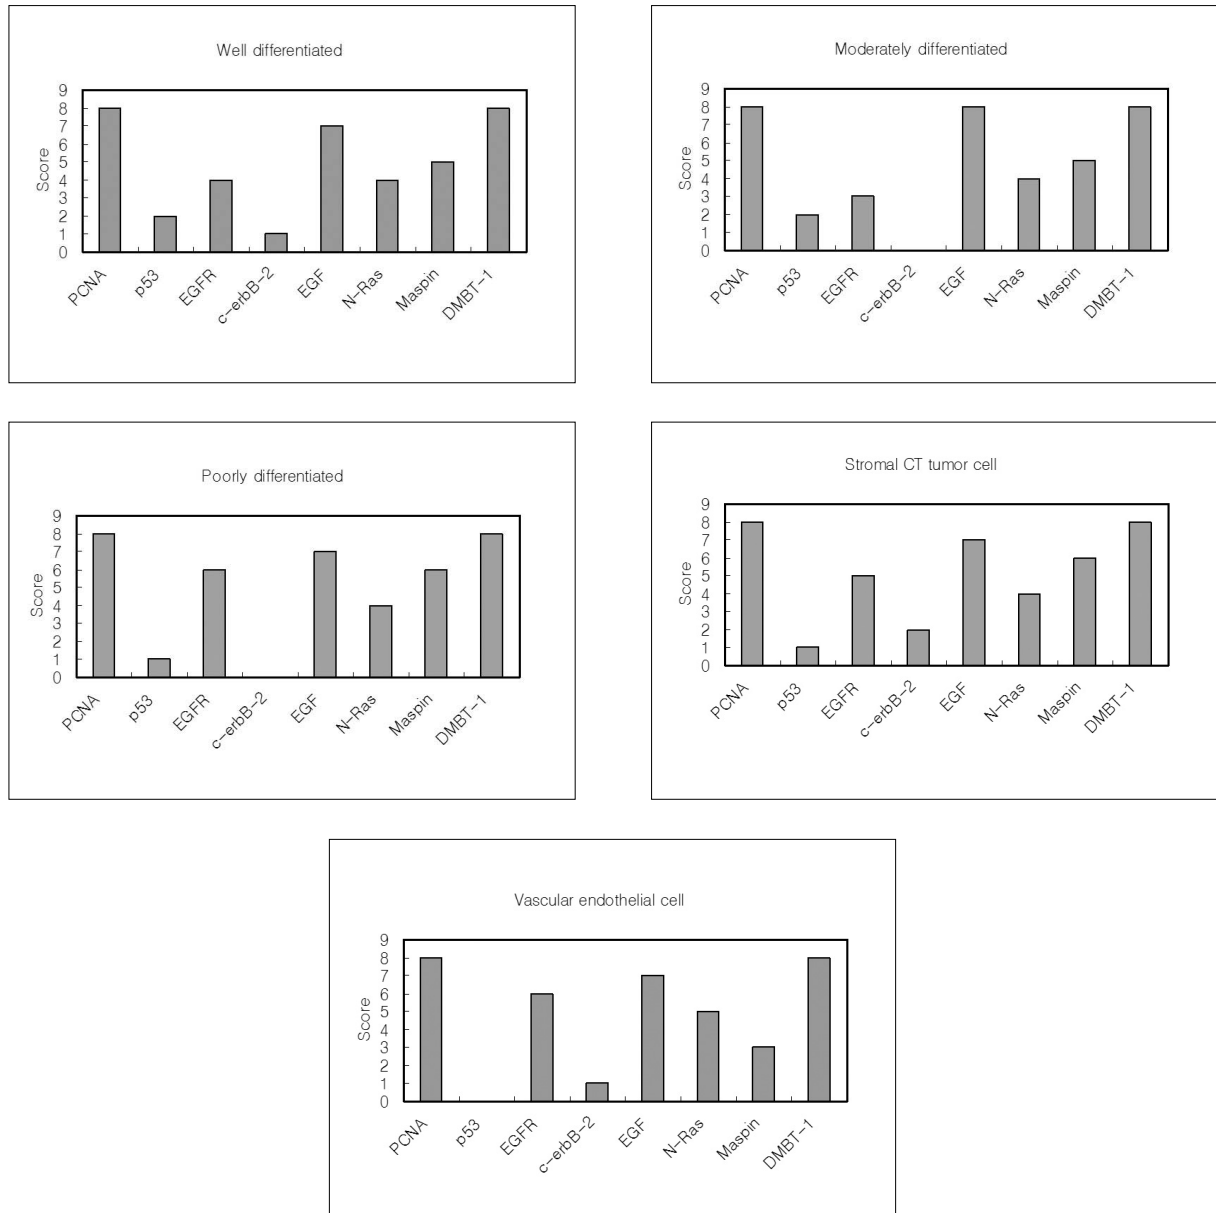 Well differentiated
Score
9
8
7
6
5
4
3
2
1
0
PCNA
p53
EGFR
c-erbB-2
EGF
N-Ras
Maspin
DMBT-1
Moderately differentiated
Score
9
8
7
6
5
4
3
2
1
0
PCNA
p53
EGFR
c-erbB-2
EGF
N-Ras
Maspin
DMBT-1
Poorly differentiated
Score
9
8
7
6
5
4
3
2
1
0
PCNA
p53
EGFR
c-erbB-2
EGF
N-Ras
Maspin
DMBT-1
Stromal CT tumor cell
Score
9
8
7
6
5
4
3
2
1
0
PCNA
p53
EGFR
c-erbB-2
EGF
N-Ras
Maspin
DMBT-1
Vascular endothelial cell
Score
9
8
7
6
5
4
3
2
1
0
PCNA
p53
EGFR
c-erbB-2
EGF
N-Ras
Maspin
DMBT-1